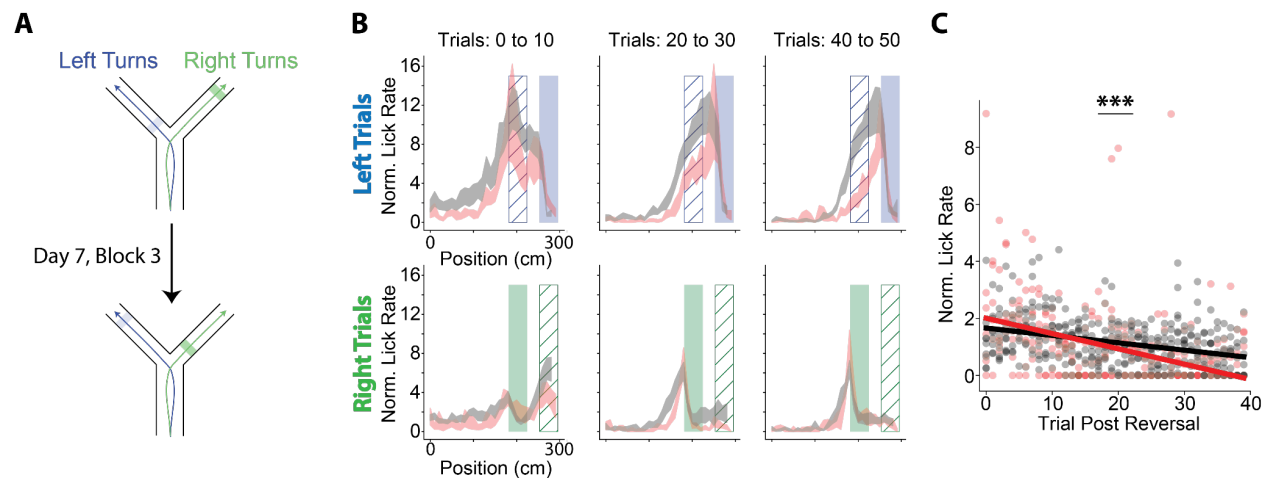 A
Left Turns
Right Turns
Day 7, Block 3
B
Trials: 0 to 10
Trials: 20 to 30
Trials: 40 to 50
Left Trials
Norm. Lick Rate
16
12
8
4
0
0
300
Position (cm)
Right Trials
Norm. Lick Rate
16
12
8
4
0
0
300
Position (cm)
C
***
Norm. Lick Rate
8
6
4
2
0
0
10
20
30
40
Trial Post Reversal